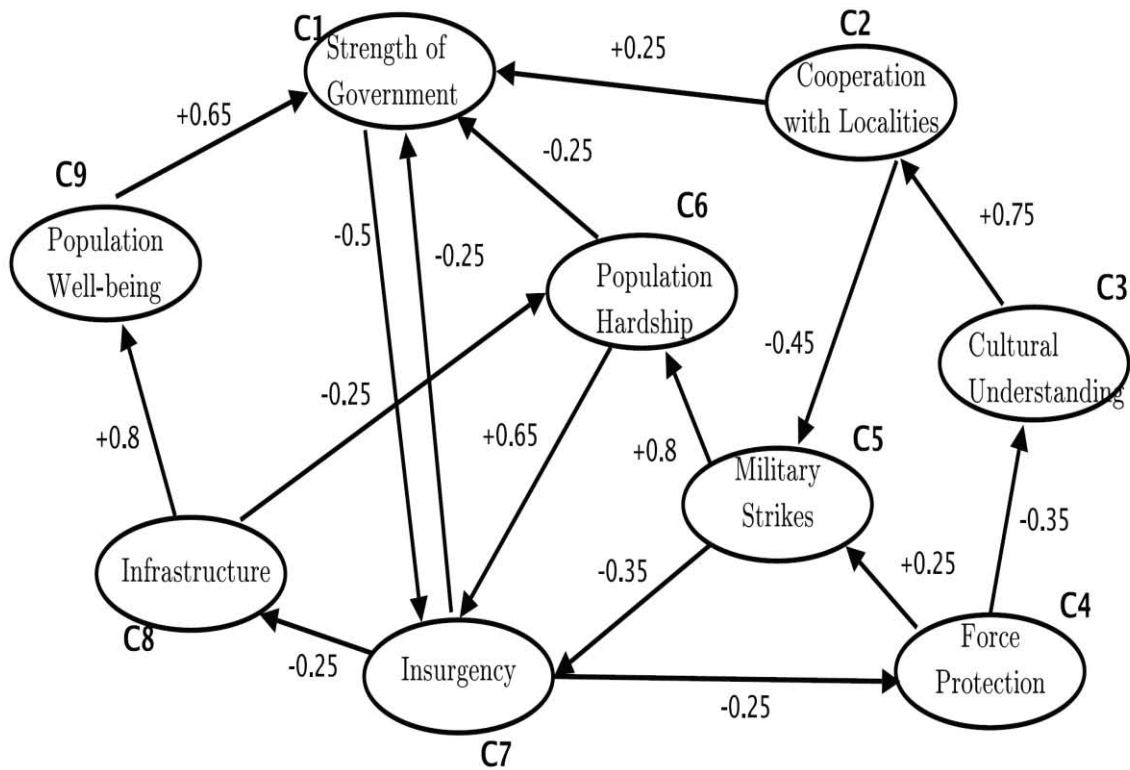 C1
Strength of
Government
+0.25
C2
Cooperation
with Localities
+0.65
-0.25
C9
Population
Well-being
-0.5
-0.25
C6
Population
Hardship
+0.75
C3
Cultural
Understanding
-0.45
-0.25
+0.8
+0.65
+0.8
C5
Military
Strikes
-0.35
Infrastructure
C8
-0.35
+0.25
C4
Force
Protection
-0.25
Insurgency
C7
-0.25